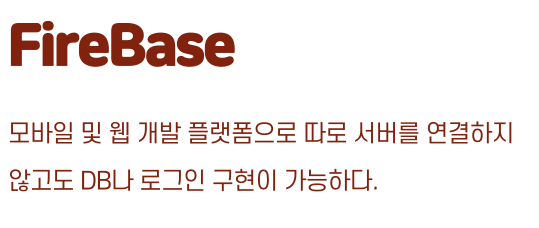 FireBase
모바일 및 웹 개발 플랫폼으로 따로 서버를 연결하지
않고도 DB나 로그인 구현이 가능하다.